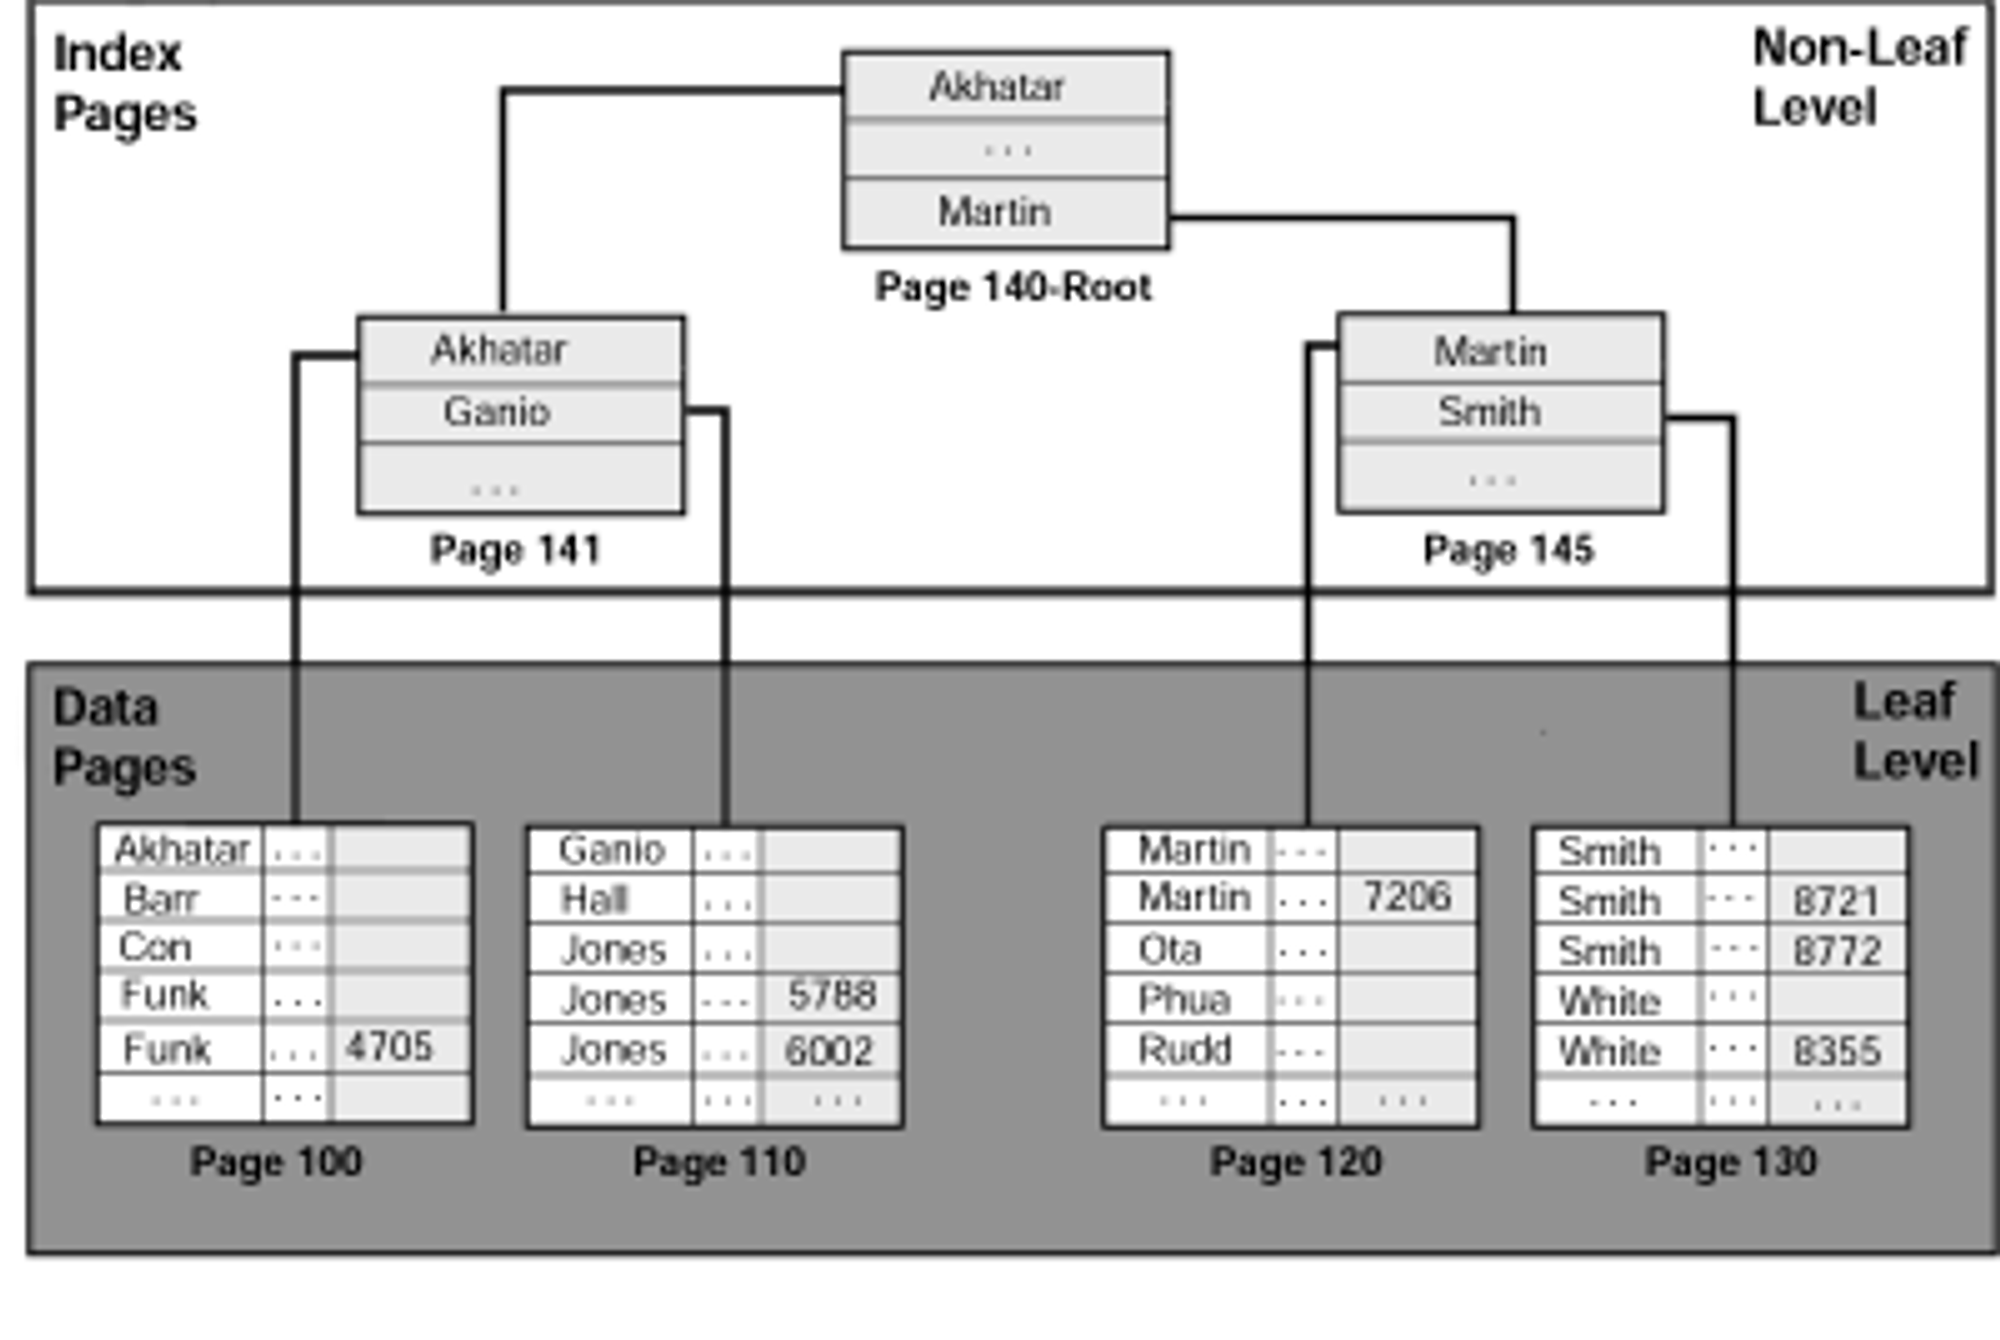 Index
Pages
Non-Leaf
Level
Akhatar
...
Martin
Page 140-Root
Akhatar
Ganio
...
Page 141
Martin
Smith
...
Page 145
Data
Pages
Leaf
Level
Akhatar ...
Barr ...
Con ...
Funk ...
Funk ... 4705
... ...
Page 100
Ganio ...
Hall ...
Jones ...
Jones ... 5788
Jones ... 6002
... ... ...
Page 110
Martin ...
Martin ... 7206
Ota ...
Phua ...
Rudd ...
... ... ...
Page 120
Smith ...
Smith ... 8721
Smith ... 8772
White ...
White ... 8355
... ... ...
Page 130